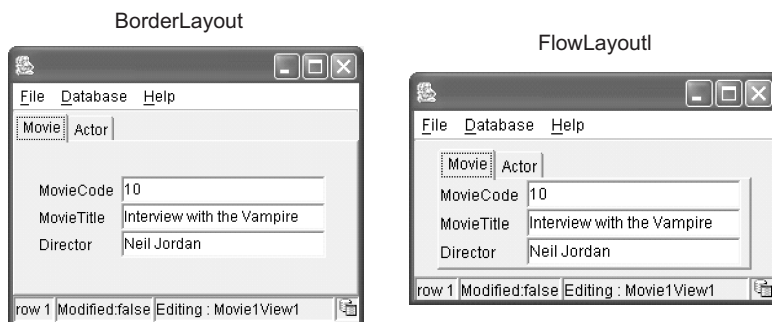 BorderLayout
File Database Help
Movie Actor
MovieCode 10
MovieTitle Interview with the Vampire
Director Neil Jordan
row 1 Modified:false Editing : Movie1View1
FlowLayoutl
File Database Help
Movie Actor
MovieCode 10
MovieTitle Interview with the Vampire
Director Neil Jordan
row 1 Modified:false Editing : Movie1View1